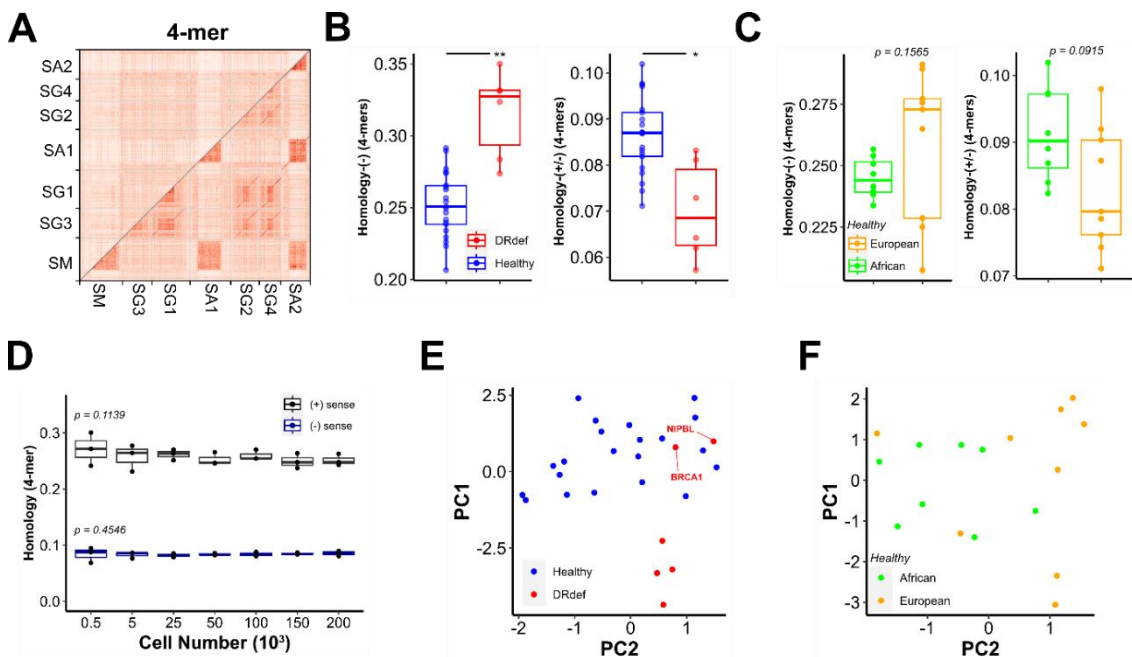 A
4-mer
SA2
SG4
SG2
SA1
SG1
SG3
SM
SM
SG3
SG1
SA1
SG2
SG4
SA2
B
Homology-(-) (4-mers)
0.35
0.30
0.25
0.20
**
DRdef
Healthy
Homology-(+/-) (4-mers)
0.10
0.09
0.08
0.07
0.06
*
C
Homology-(-) (4-mers)
0.275
0.250
0.225
p = 0.1565
Healthy
European
African
Homology-(+/-) (4-mers)
0.10
0.09
0.08
0.07
p = 0.0915
D
Homology (4-mer)
0.3
0.2
0.1
0.0
p = 0.1139
p = 0.4546
(+) sense
(-) sense
0.5 5 25 50 100 150 200
Cell Number (10³)
E
PC1
2.5
0.0
-2.5
NIPBL
BRCA1
Healthy
DRdef
-2 -1 0 1
PC2
F
PC1
2
1
0
-1
-2
-3
Healthy
African
European
-1 0 1
PC2